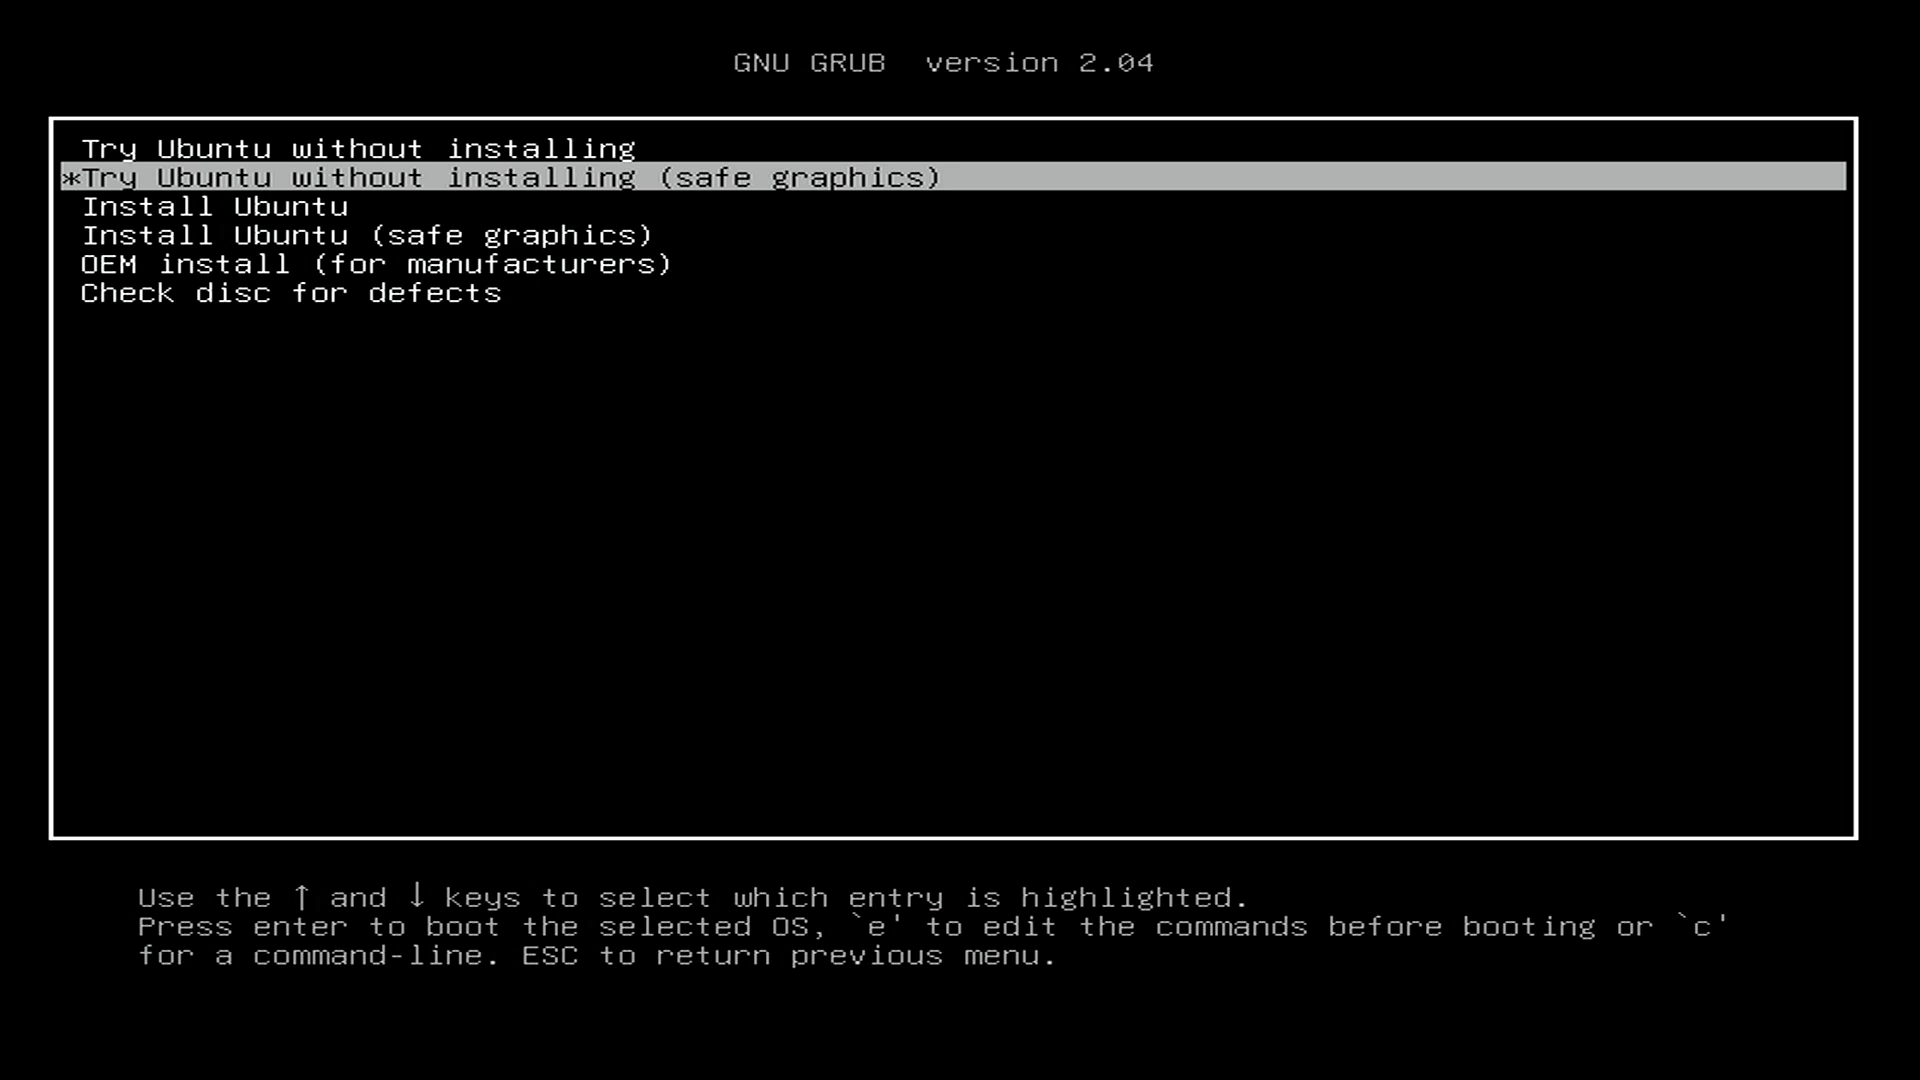 GNU GRUB  version 2.04
Try Ubuntu without installing
*Try Ubuntu without installing (safe graphics)
Install Ubuntu
Install Ubuntu (safe graphics)
OEM install (for manufacturers)
Check disc for defects
Use the ↑ and ↓ keys to select which entry is highlighted.
Press enter to boot the selected OS, `e' to edit the commands before booting or `c'
for a command-line. ESC to return previous menu.